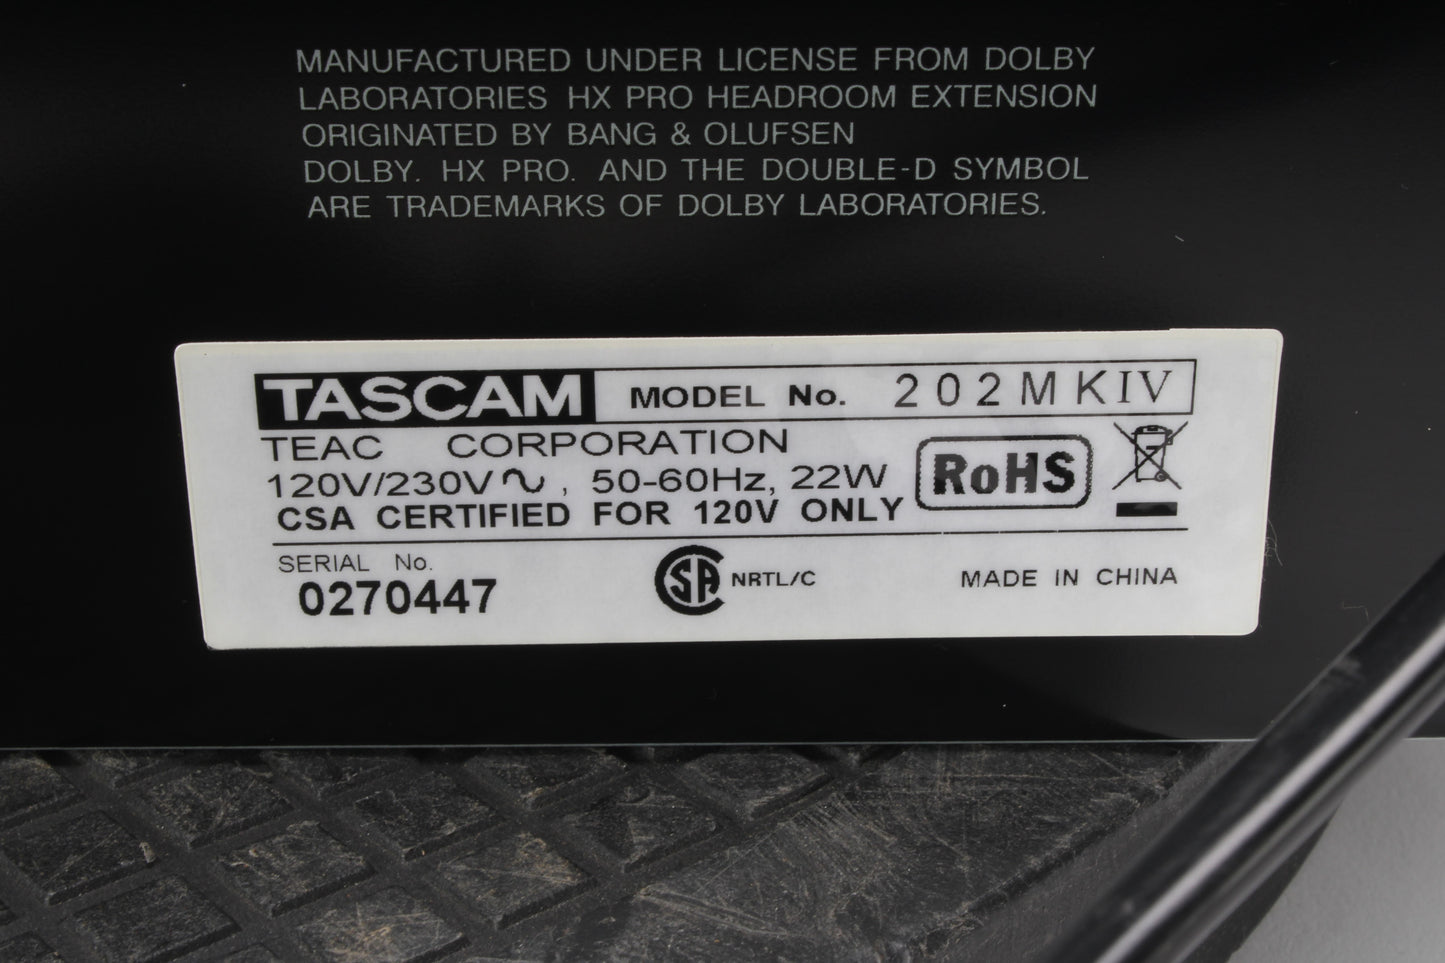 MANUFACTURED UNDER LICENSE FROM DOLBY
LABORATORIES HX PRO HEADROOM EXTENSION
ORIGINATED BY BANG & OLUFSEN
DOLBY. HX PRO. AND THE DOUBLE-D SYMBOL
ARE TRADEMARKS OF DOLBY LABORATORIES.
TASCAM MODEL No. 202MKIV
TEAC CORPORATION
120V/230V∿, 50-60Hz, 22W
RoHS
CSA CERTIFIED FOR 120V ONLY
SERIAL No.
0270447
SA NRTL/C
MADE IN CHINA